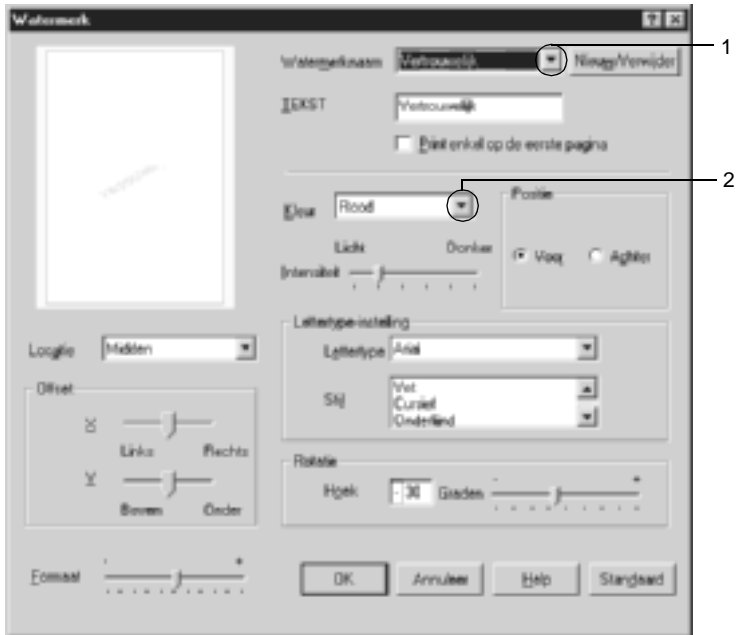 Watermerk
1
Watermerknaam Vertrouwelijk Nieuw/Verwijder
TEKST Vertrouwelijk
Print enkel op de eerste pagina
2
Kleur Rood
Positie
Licht Donker
Voor Achter
Intensiteit
Lettertype-instelling
Locatie Midden
Lettertype Arial
Offset
Stijl
Vet
Cursief
Onderlijnd
X
Links Rechts
Y
Boven Onder
Rotatie
- +
Hoek - 30 Graden
Formaat - +
OK Annuleer Help Standaard